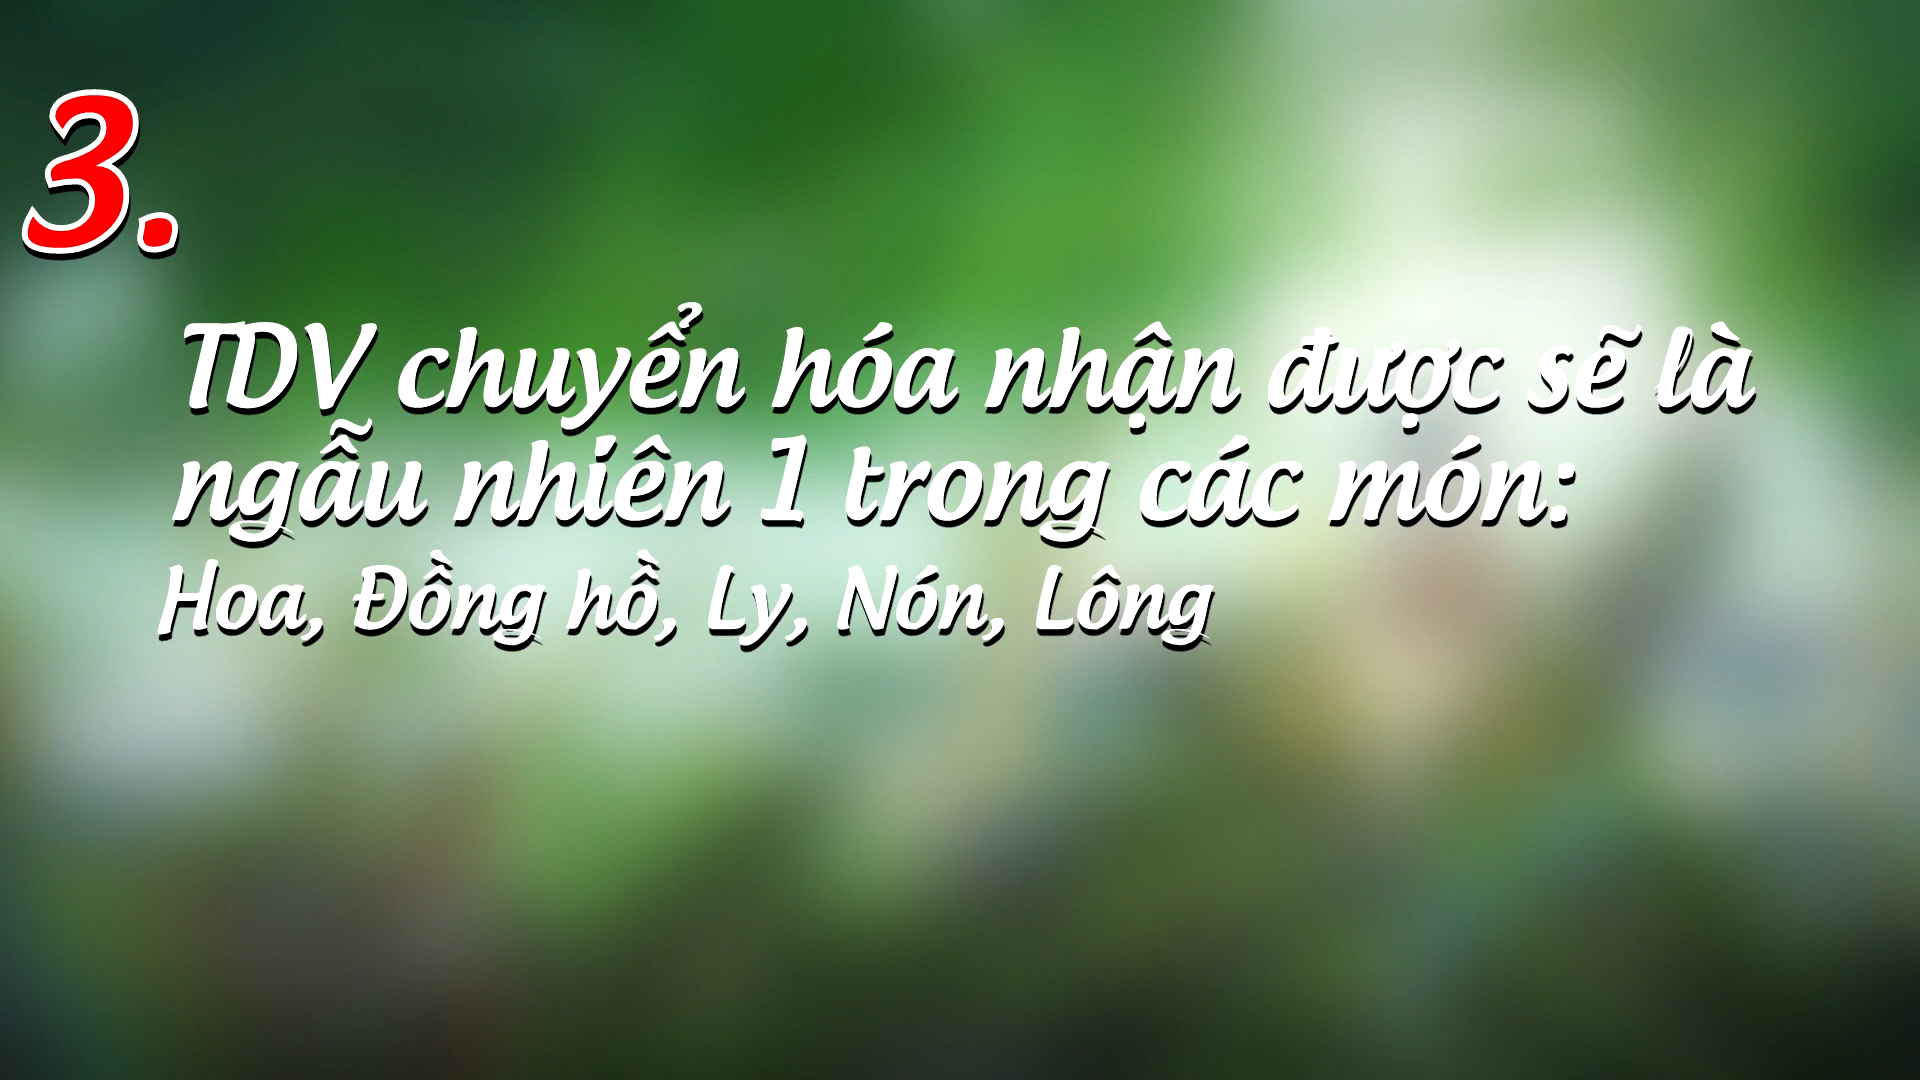 3.
TDV chuyển hóa nhận được sẽ là
ngẫu nhiên 1 trong các món:
Hoa, Đồng hồ, Ly, Nón, Lông